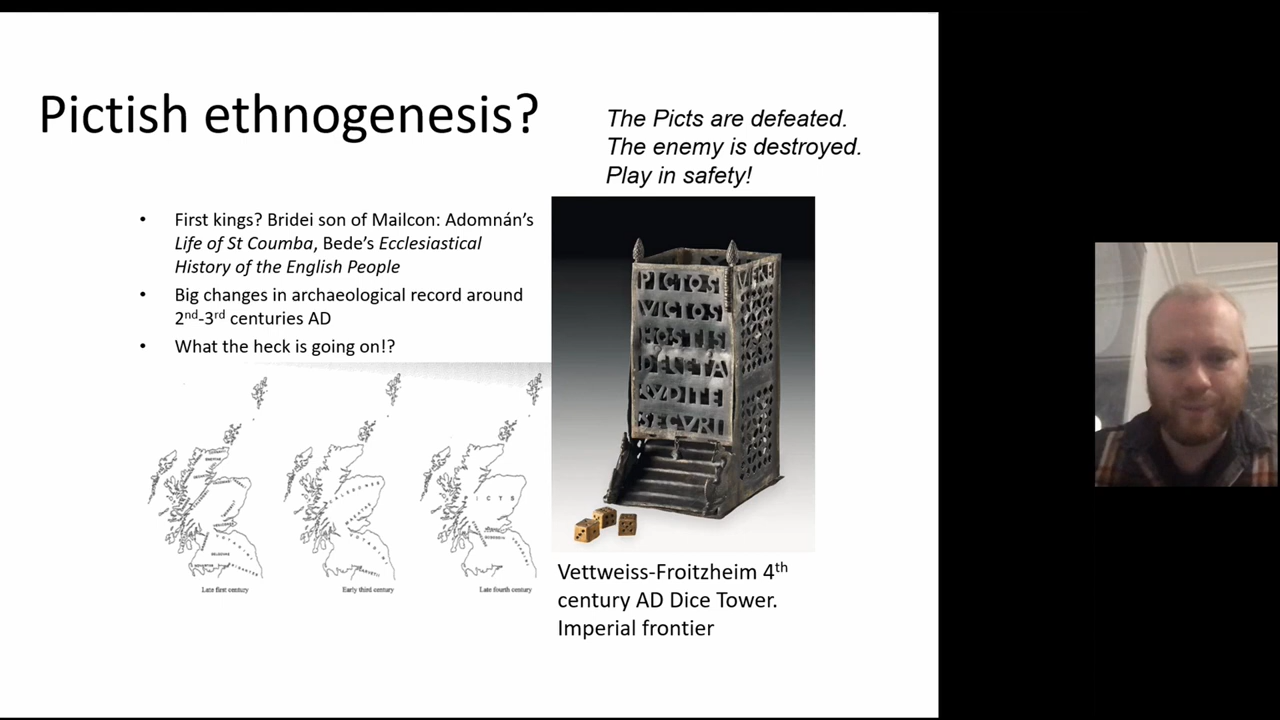 Pictish ethnogenesis?
The Picts are defeated.
The enemy is destroyed.
Play in safety!
• First kings? Bridei son of Mailcon: Adomnán's
Life of St Coumba, Bede's Ecclesiastical
History of the English People
• Big changes in archaeological record around
2nd-3rd centuries AD
• What the heck is going on!?
PICTOS
VICTOS
HOSTIS
DELETA
LVDITE
SECVRI
PICTS
Late first century
Early third century
Late fourth century
Vettweiss-Froitzheim 4th
century AD Dice Tower.
Imperial frontier